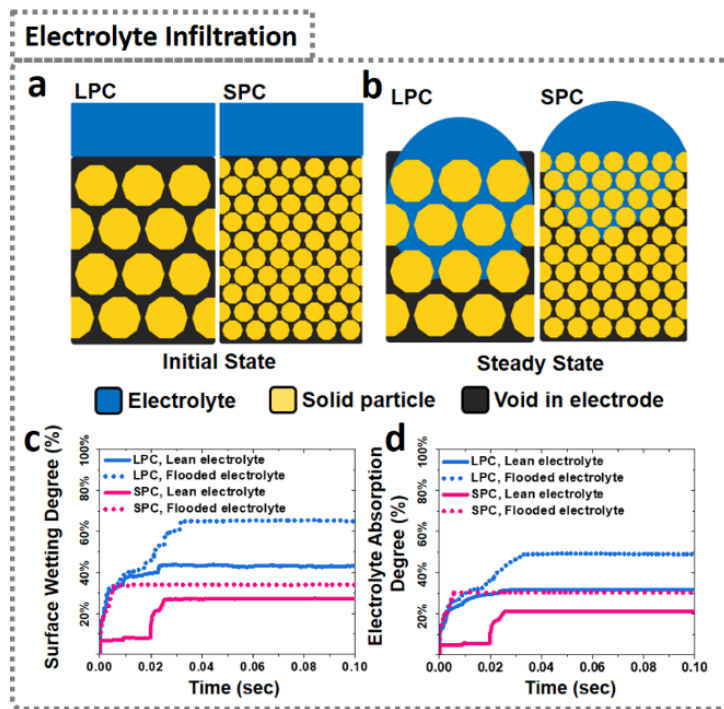 Electrolyte Infiltration
a
LPC
SPC
b
LPC
SPC
Initial State
Steady State
Electrolyte
Solid particle
Void in electrode
c
Surface Wetting Degree (%)
100%
80%
60%
40%
20%
LPC, Lean electrolyte
LPC, Flooded electrolyte
SPC, Lean electrolyte
SPC, Flooded electrolyte
0.00 0.02 0.04 0.06 0.08 0.10
Time (sec)
d
Electrolyte Absorption
Degree (%)
100%
80%
60%
40%
20%
LPC, Lean electrolyte
LPC, Flooded electrolyte
SPC, Lean electrolyte
SPC, Flooded electrolyte
0.00 0.02 0.04 0.06 0.08 0.10
Time (sec)